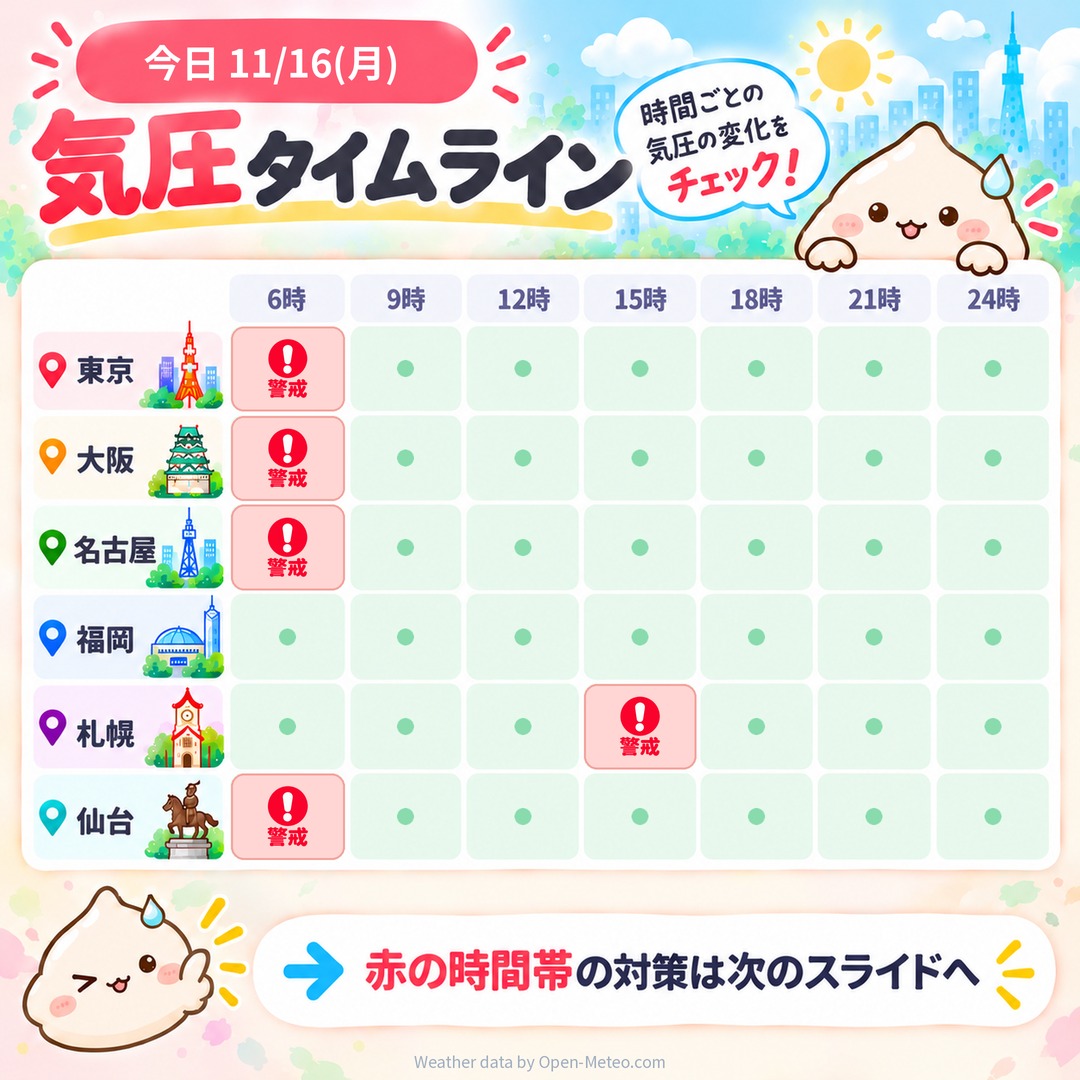 今日 11/16(月)
気圧タイムライン
時間ごとの
気圧の変化を
チェック!
6時 9時 12時 15時 18時 21時 24時
東京
警戒
大阪
警戒
名古屋
警戒
福岡
札幌
警戒
仙台
警戒
赤の時間帯の対策は次のスライドへ
Weather data by Open-Meteo.com